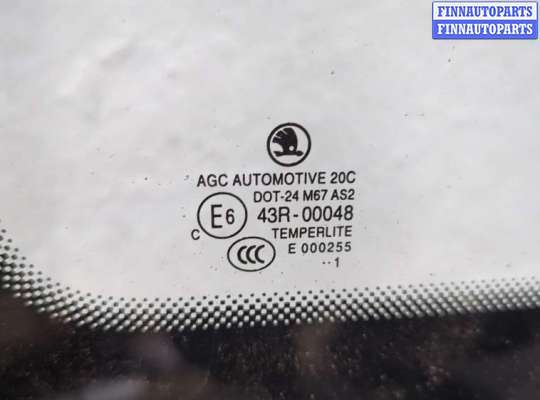 FINNAUTOPARTS
FINNAUTOPARTS
AGC AUTOMOTIVE 20C
DOT-24 M67 AS2
E6 43R-00048
C TEMPERLITE
CCC E 000255
··1